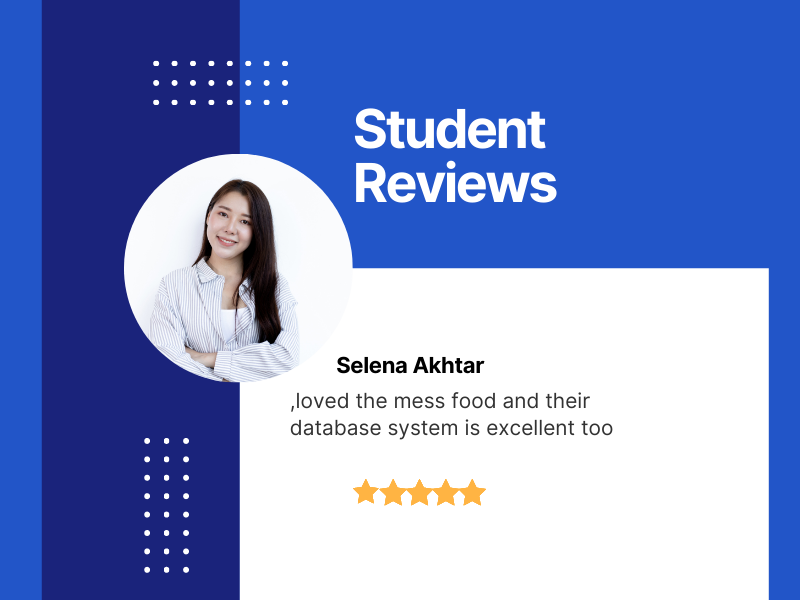 Student
Reviews
Selena Akhtar
,loved the mess food and their
database system is excellent too